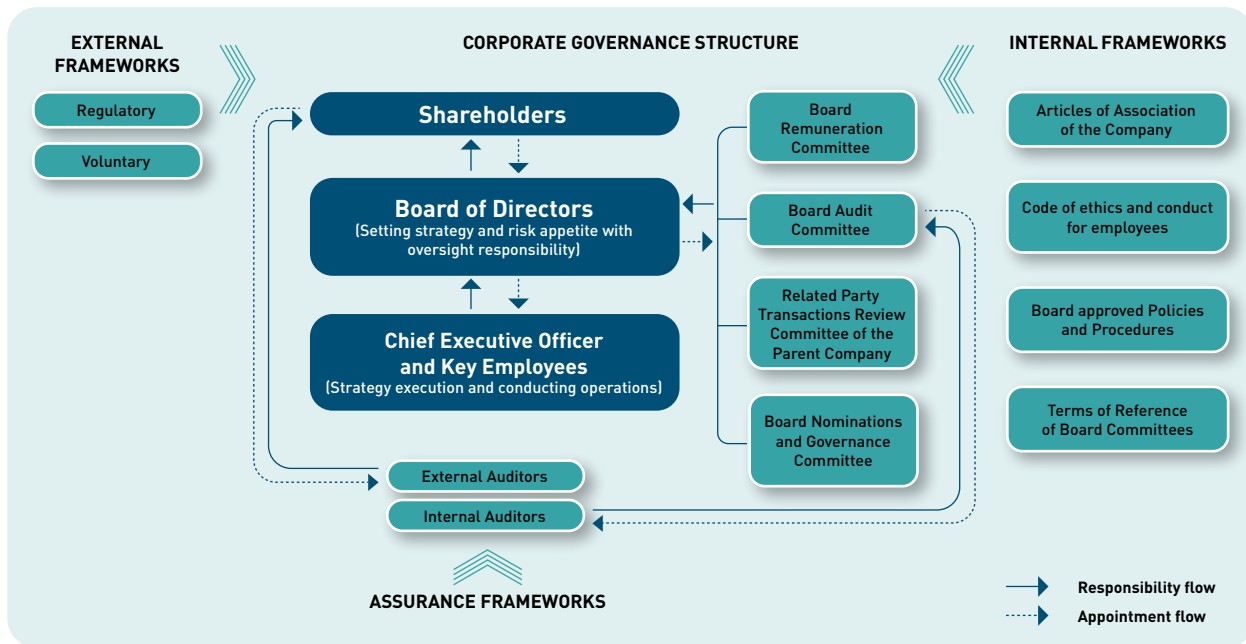 EXTERNAL
FRAMEWORKS
Regulatory
Voluntary
CORPORATE GOVERNANCE STRUCTURE
Shareholders
Board of Directors
(Setting strategy and risk appetite with
oversight responsibility)
Chief Executive Officer
and Key Employees
(Strategy execution and conducting operations)
Board
Remuneration
Committee
Board Audit
Committee
Related Party
Transactions Review
Committee of the
Parent Company
Board Nominations
and Governance
Committee
External Auditors
Internal Auditors
ASSURANCE FRAMEWORKS
INTERNAL FRAMEWORKS
Articles of Association
of the Company
Code of ethics and conduct
for employees
Board approved Policies
and Procedures
Terms of Reference
of Board Committees
Responsibility flow
Appointment flow